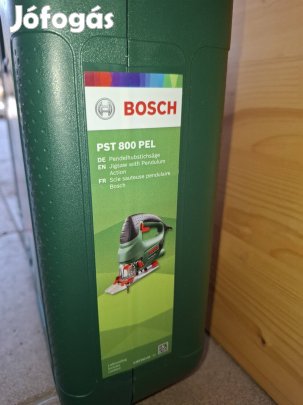 Jófogás
BOSCH
PST 800 PEL
DE Pendelhubstichsäge
EN Jigsaw with Pendulum
Action
FR Scie sauteuse pendulaire
Bosch